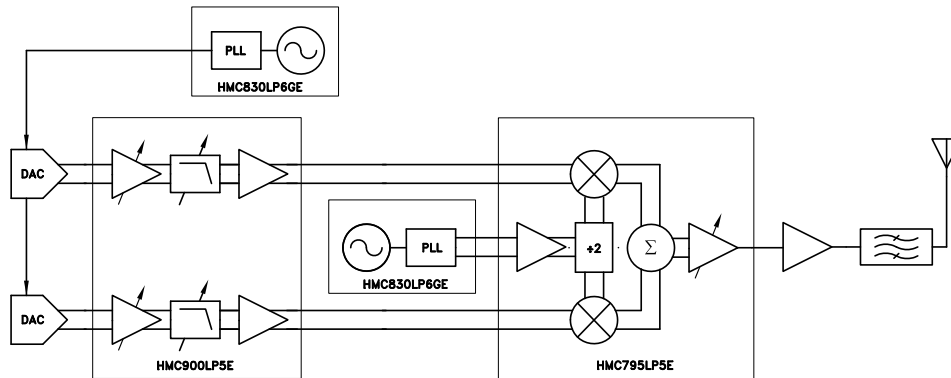 PLL
HMC830LP6GE
DAC
PLL
÷2
Σ
HMC830LP6GE
DAC
HMC900LP5E
HMC795LP5E